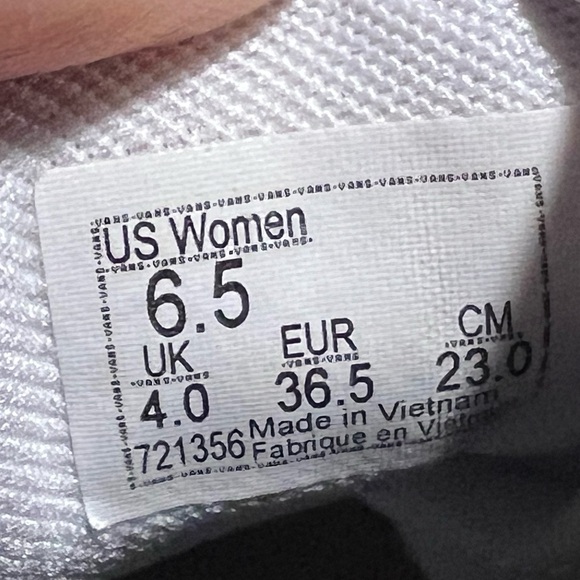 US Women
6.5
UK EUR CM
4.0 36.5 23.0
721356 Made in Vietnam
Fabrique en